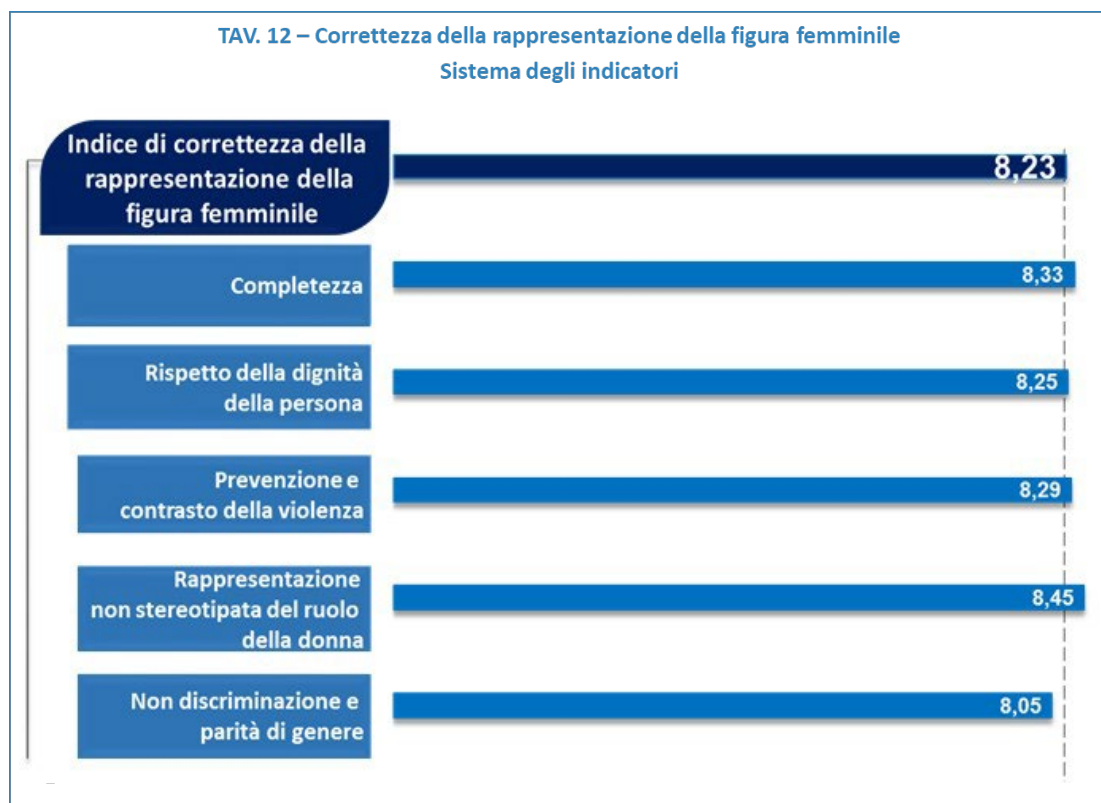 TAV. 12 – Correttezza della rappresentazione della figura femminile
Sistema degli indicatori
Indice di correttezza della
rappresentazione della
figura femminile
8,23
Completezza
8,33
Rispetto della dignità
della persona
8,25
Prevenzione e
contrasto della violenza
8,29
Rappresentazione
non stereotipata del ruolo
della donna
8,45
Non discriminazione e
parità di genere
8,05